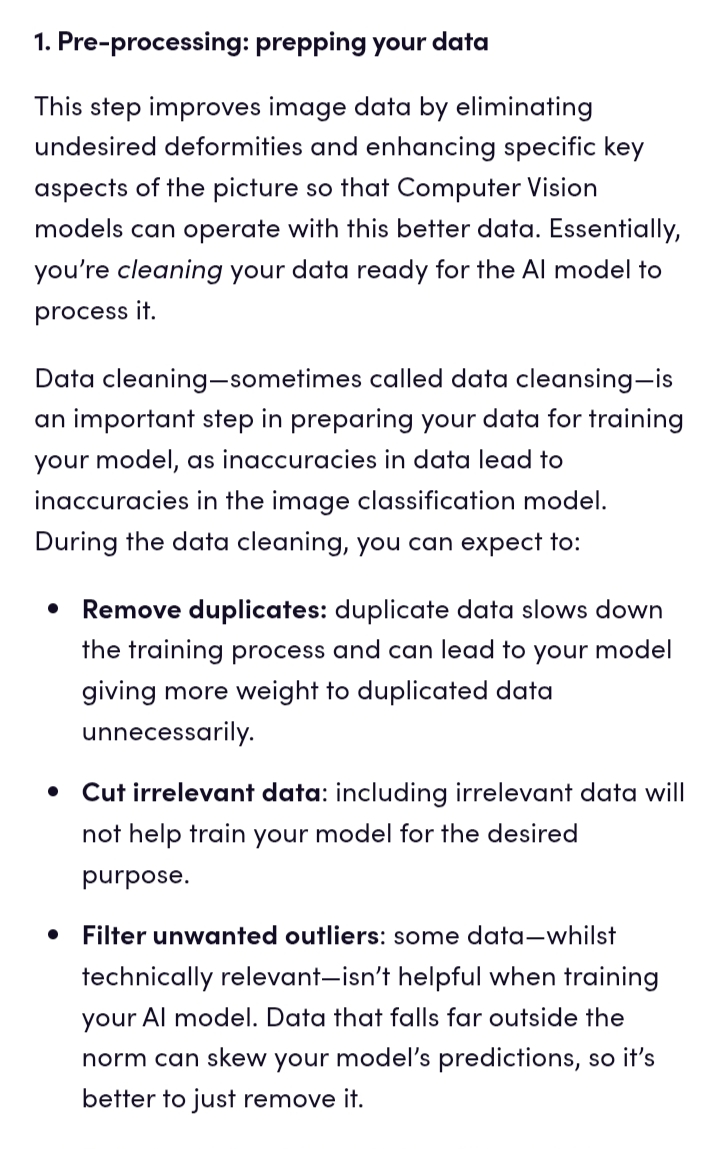 1. Pre-processing: prepping your data
This step improves image data by eliminating
undesired deformities and enhancing specific key
aspects of the picture so that Computer Vision
models can operate with this better data. Essentially,
you're cleaning your data ready for the AI model to
process it.
Data cleaning—sometimes called data cleansing—is
an important step in preparing your data for training
your model, as inaccuracies in data lead to
inaccuracies in the image classification model.
During the data cleaning, you can expect to:
• Remove duplicates: duplicate data slows down
the training process and can lead to your model
giving more weight to duplicated data
unnecessarily.
• Cut irrelevant data: including irrelevant data will
not help train your model for the desired
purpose.
• Filter unwanted outliers: some data—whilst
technically relevant—isn't helpful when training
your AI model. Data that falls far outside the
norm can skew your model's predictions, so it's
better to just remove it.